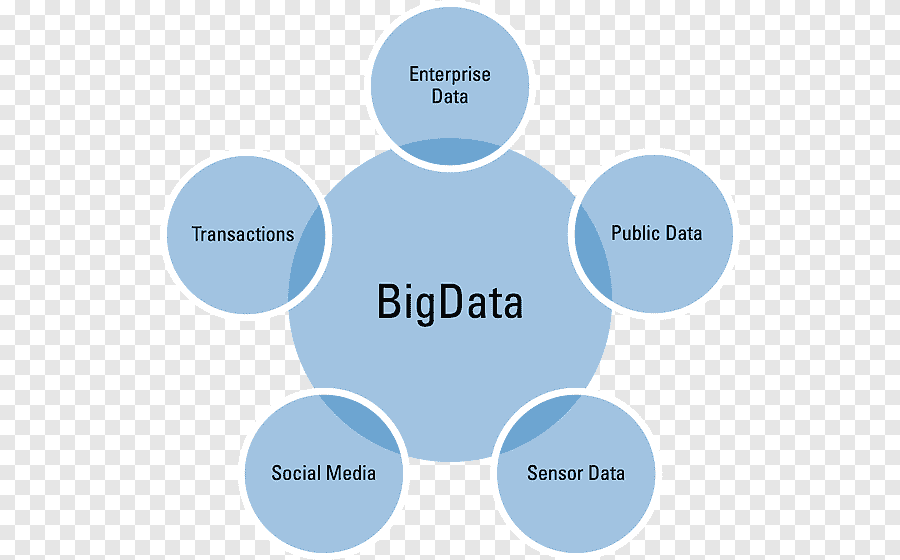 Enterprise
Data
Transactions
Public Data
BigData
Social Media
Sensor Data